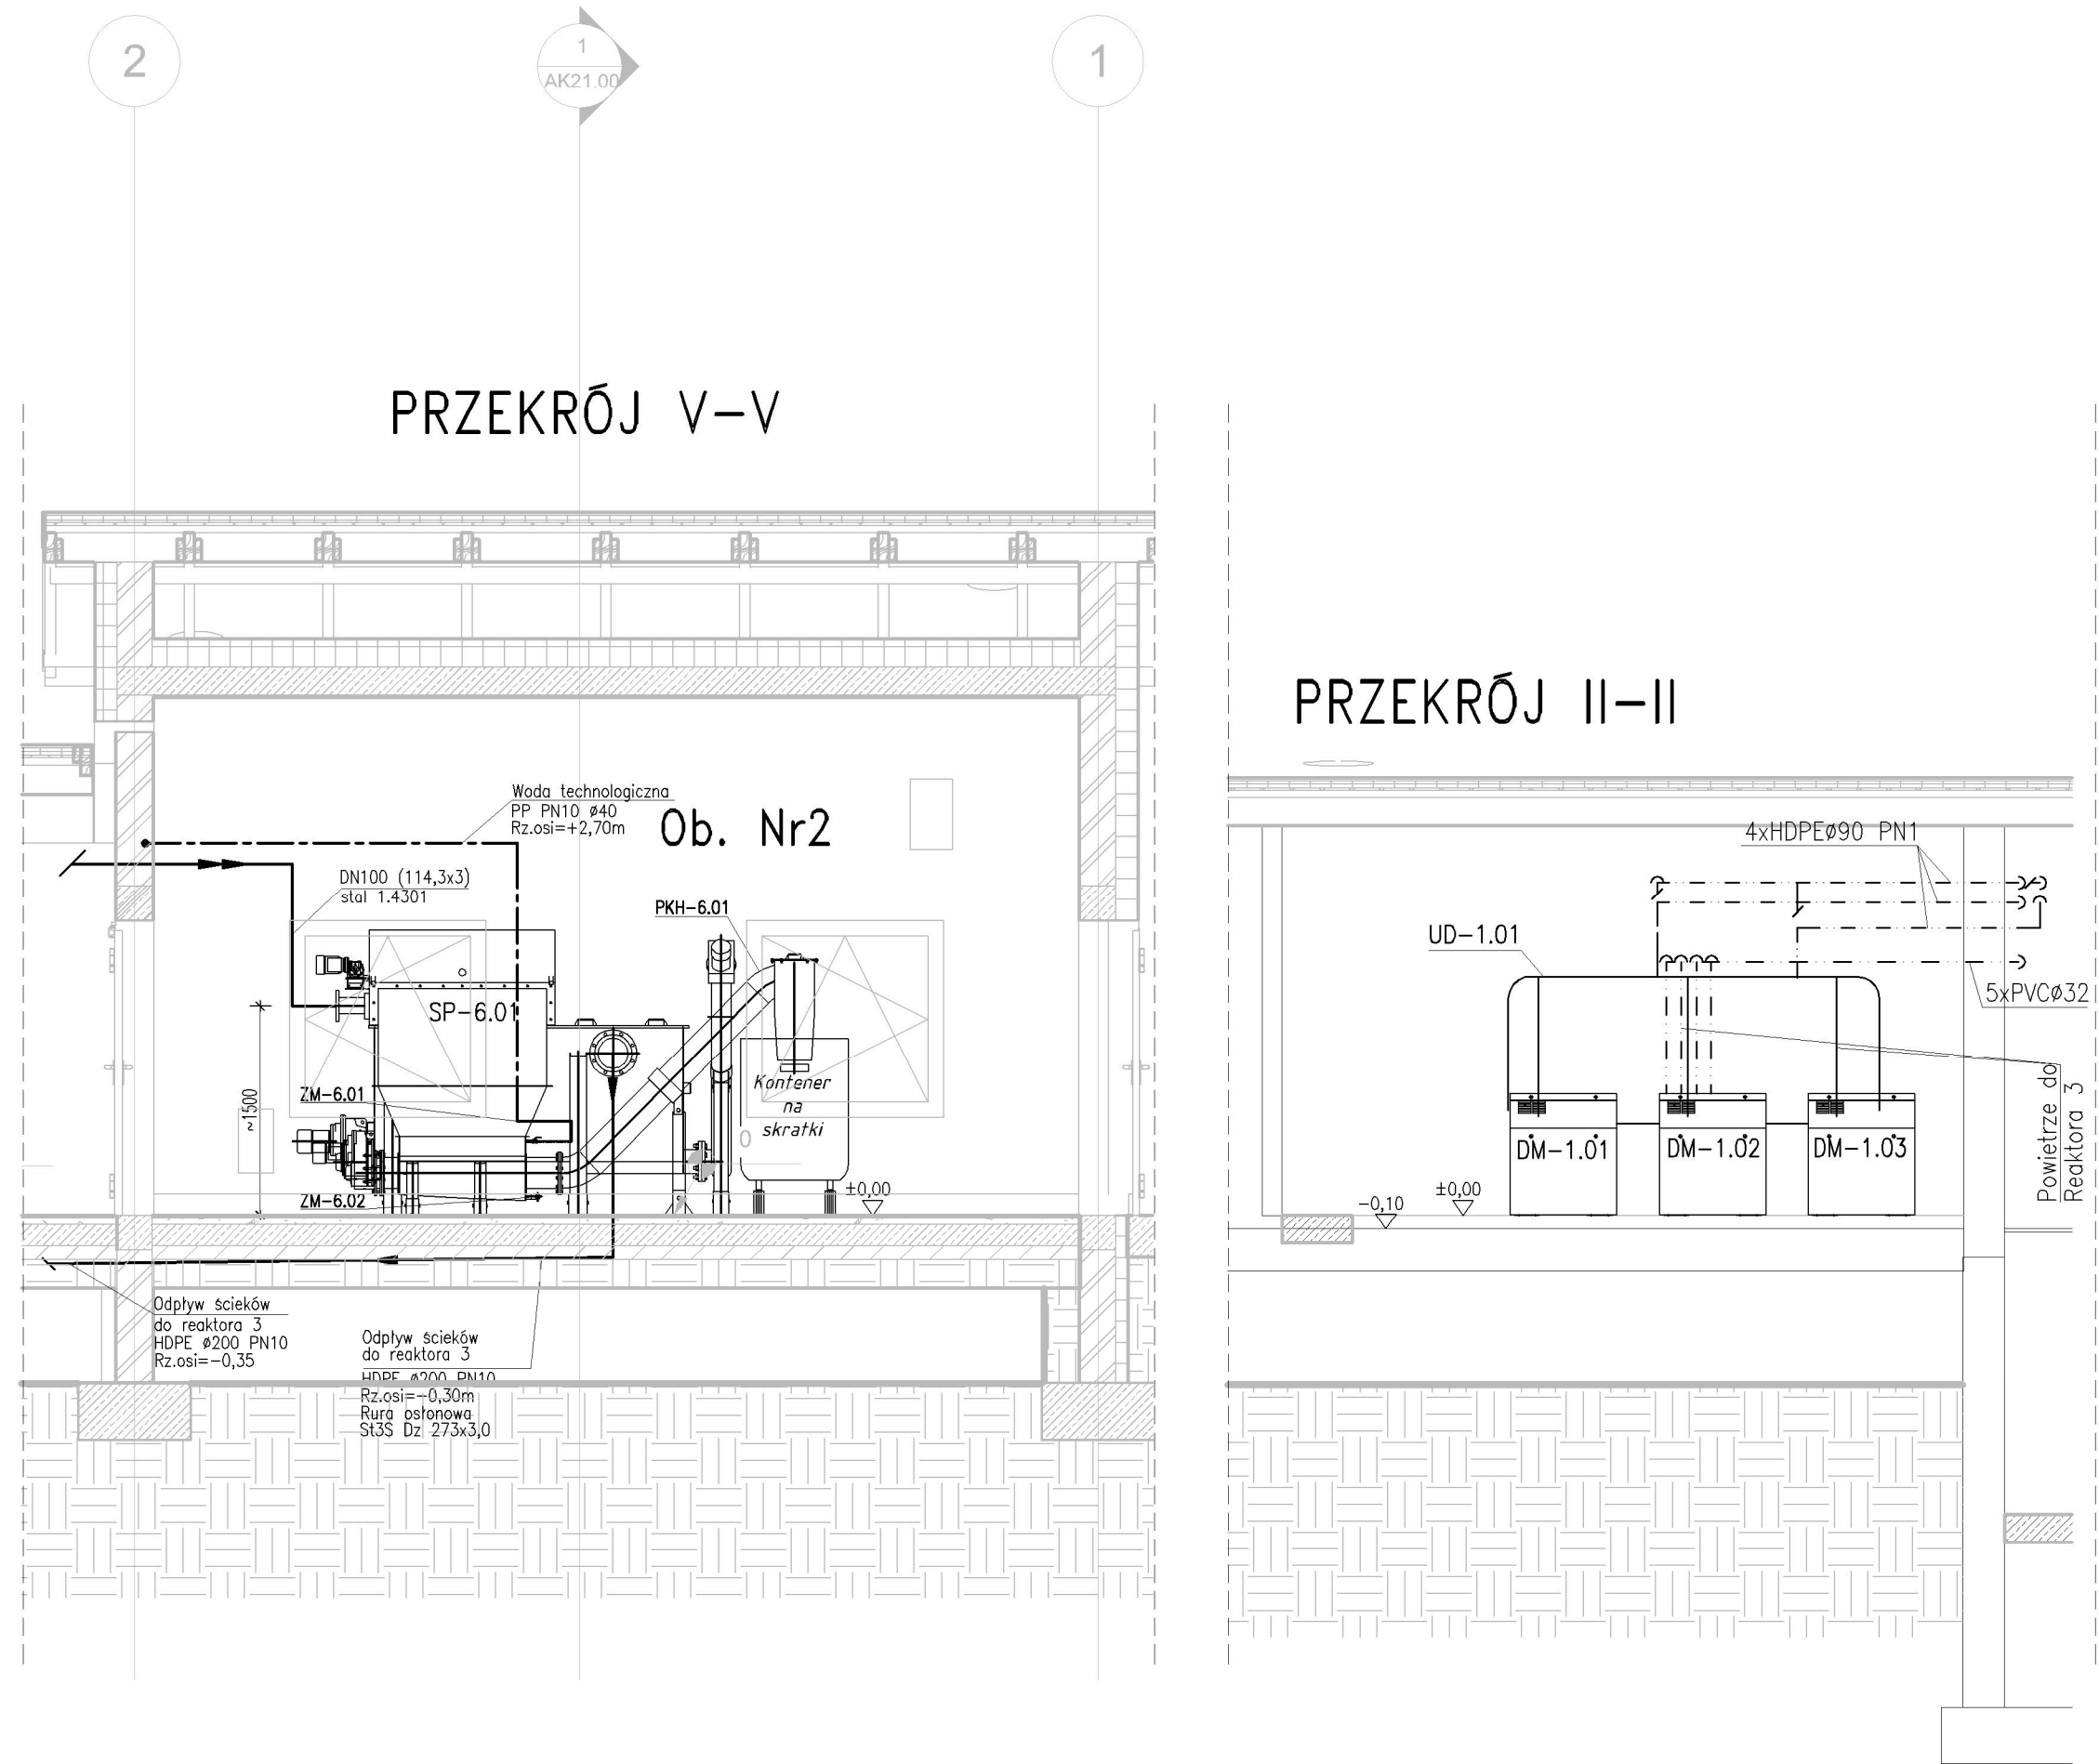 2
1
AK21.00
1
PRZEKRÓJ V-V
Woda technologiczna
PP PN10 ø40
Rz.osi=+2,70m
Ob. Nr2
DN100 (114,3x3)
stal 1.4301
PKH-6.01
SP-6.01
ZM-6.01
~1500
Kontener
na
skratki
0
ZM-6.02
±0,00
Odpływ ścieków
do reaktora 3
HDPE ø200 PN10
Rz.osi=-0,35
Odpływ ścieków
do reaktora 3
HDPE ø200 PN10
Rz.osi=-0,30m
Rura osłonowa
St3S Dz 273x3,0
PRZEKRÓJ II-II
4xHDPEø90 PN1
UD-1.01
5xPVCø32
DM-1.01
DM-1.02
DM-1.03
Powietrze do
Reaktora 3
-0,10
±0,00